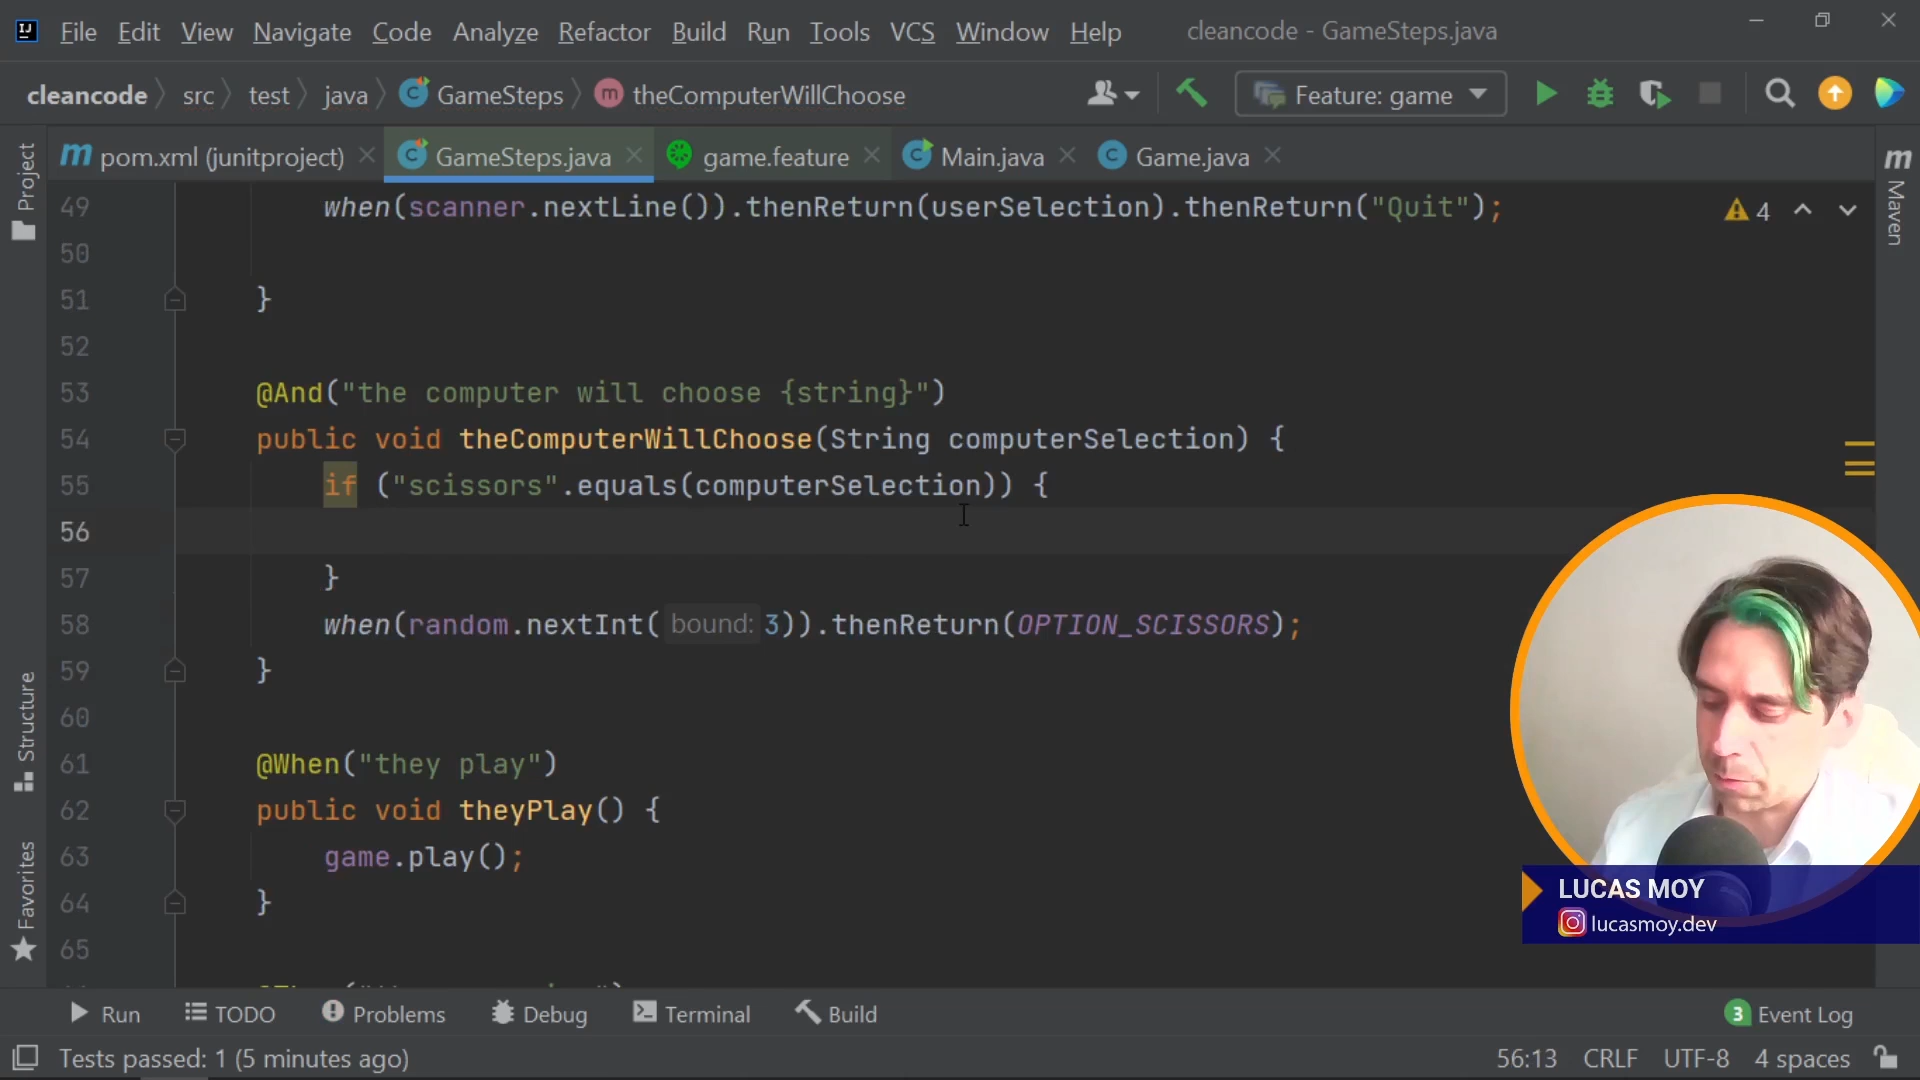 File Edit View Navigate Code Analyze Refactor Build Run Tools VCS Window Help cleancode - GameSteps.java
cleancode src test java GameSteps theComputerWillChoose Feature: game
pom.xml (junitproject) GameSteps.java game.feature Main.java Game.java
Project
Structure
Favorites
Maven
49 when(scanner.nextLine()).thenReturn(userSelection).thenReturn("Quit"); 4
50
51 }
52
53 @And("the computer will choose {string}")
54 public void theComputerWillChoose(String computerSelection) {
55 if ("scissors".equals(computerSelection)) {
56
57 }
58 when(random.nextInt( bound: 3)).thenReturn(OPTION_SCISSORS);
59 }
60
61 @When("they play")
62 public void theyPlay() {
63 game.play();
64 }
65
LUCAS MOY
lucasmoy.dev
Run TODO Problems Debug Terminal Build 3 Event Log
Tests passed: 1 (5 minutes ago) 56:13 CRLF UTF-8 4 spaces